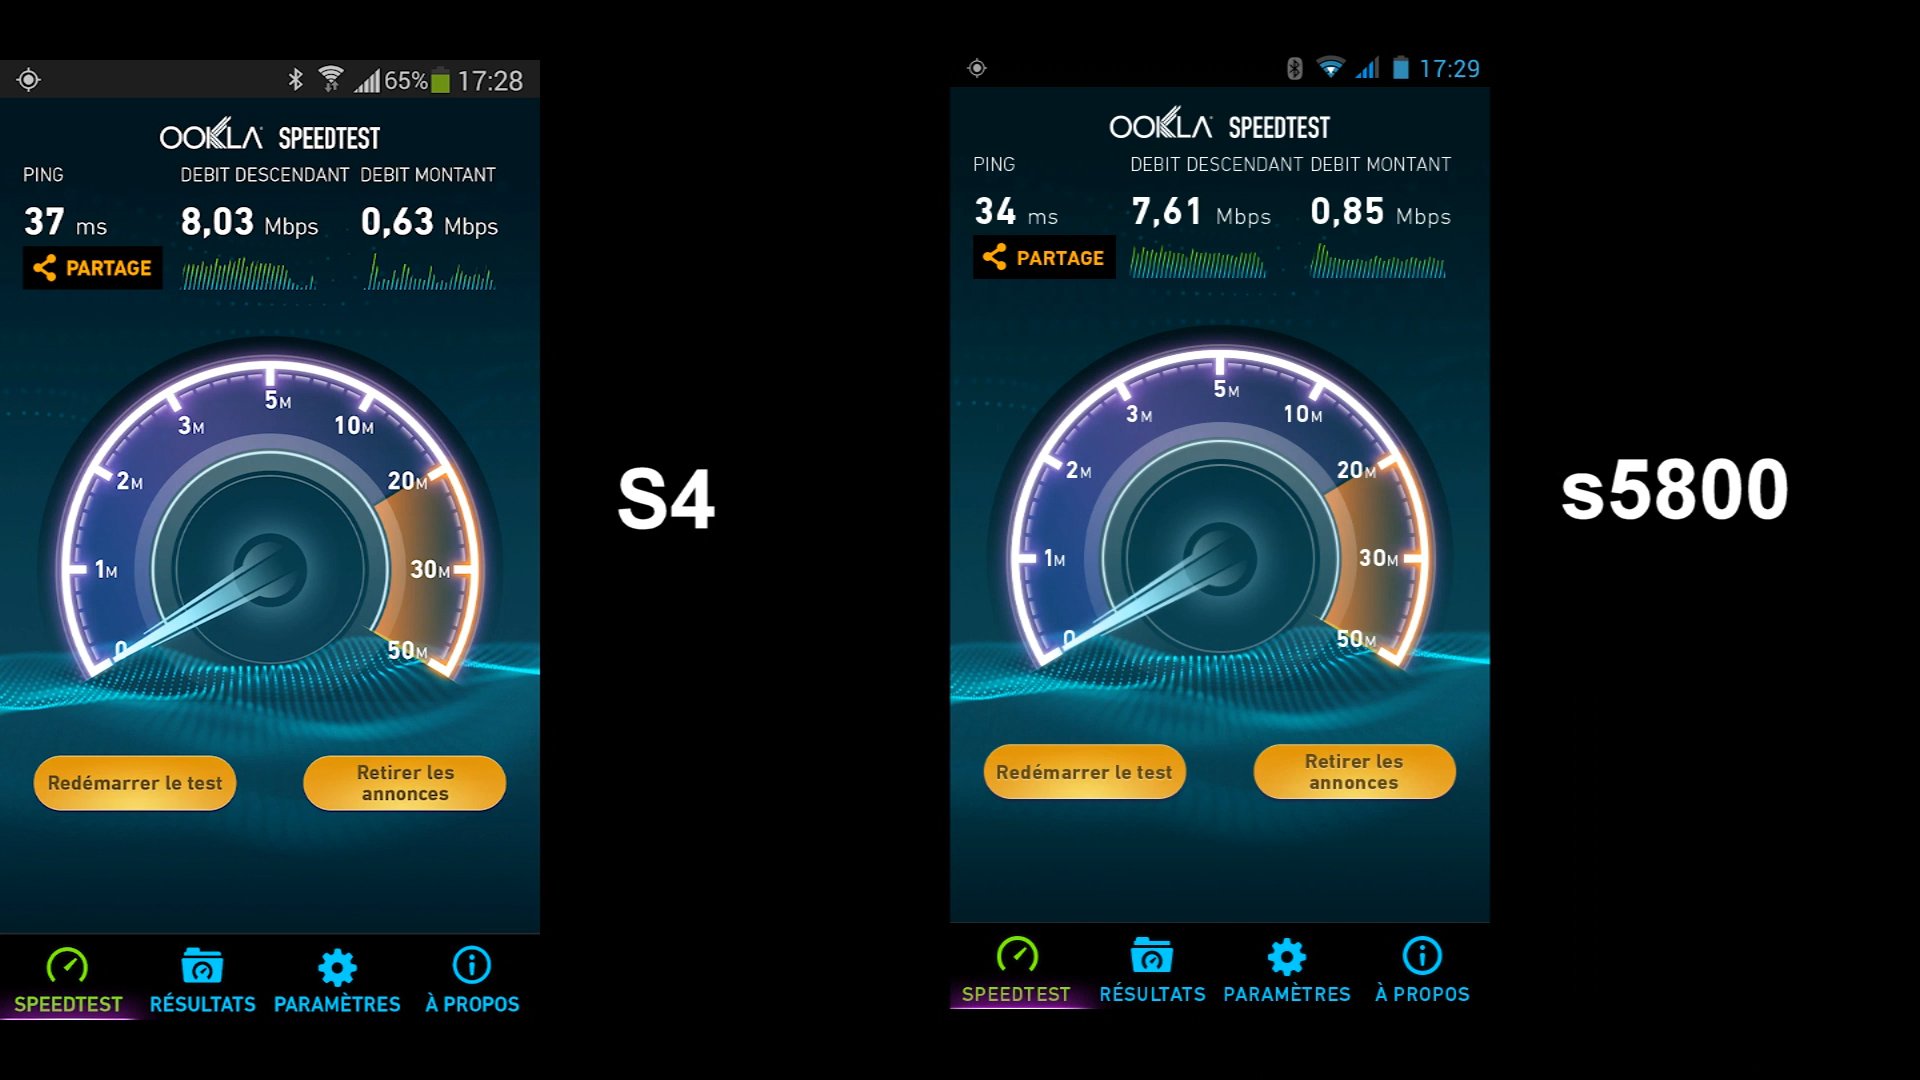 65% 17:28
OOKLA SPEEDTEST
PING DEBIT DESCENDANT DEBIT MONTANT
37 ms 8,03 Mbps 0,63 Mbps
PARTAGE
5M
3M 10M
2M 20M
1M 30M
0 50M
Redémarrer le test
Retirer les
annonces
SPEEDTEST RÉSULTATS PARAMÈTRES À PROPOS
S4
17:29
OOKLA SPEEDTEST
PING DEBIT DESCENDANT DEBIT MONTANT
34 ms 7,61 Mbps 0,85 Mbps
PARTAGE
5M
3M 10M
2M 20M
1M 30M
0 50M
Redémarrer le test
Retirer les
annonces
SPEEDTEST RÉSULTATS PARAMÈTRES À PROPOS
s5800